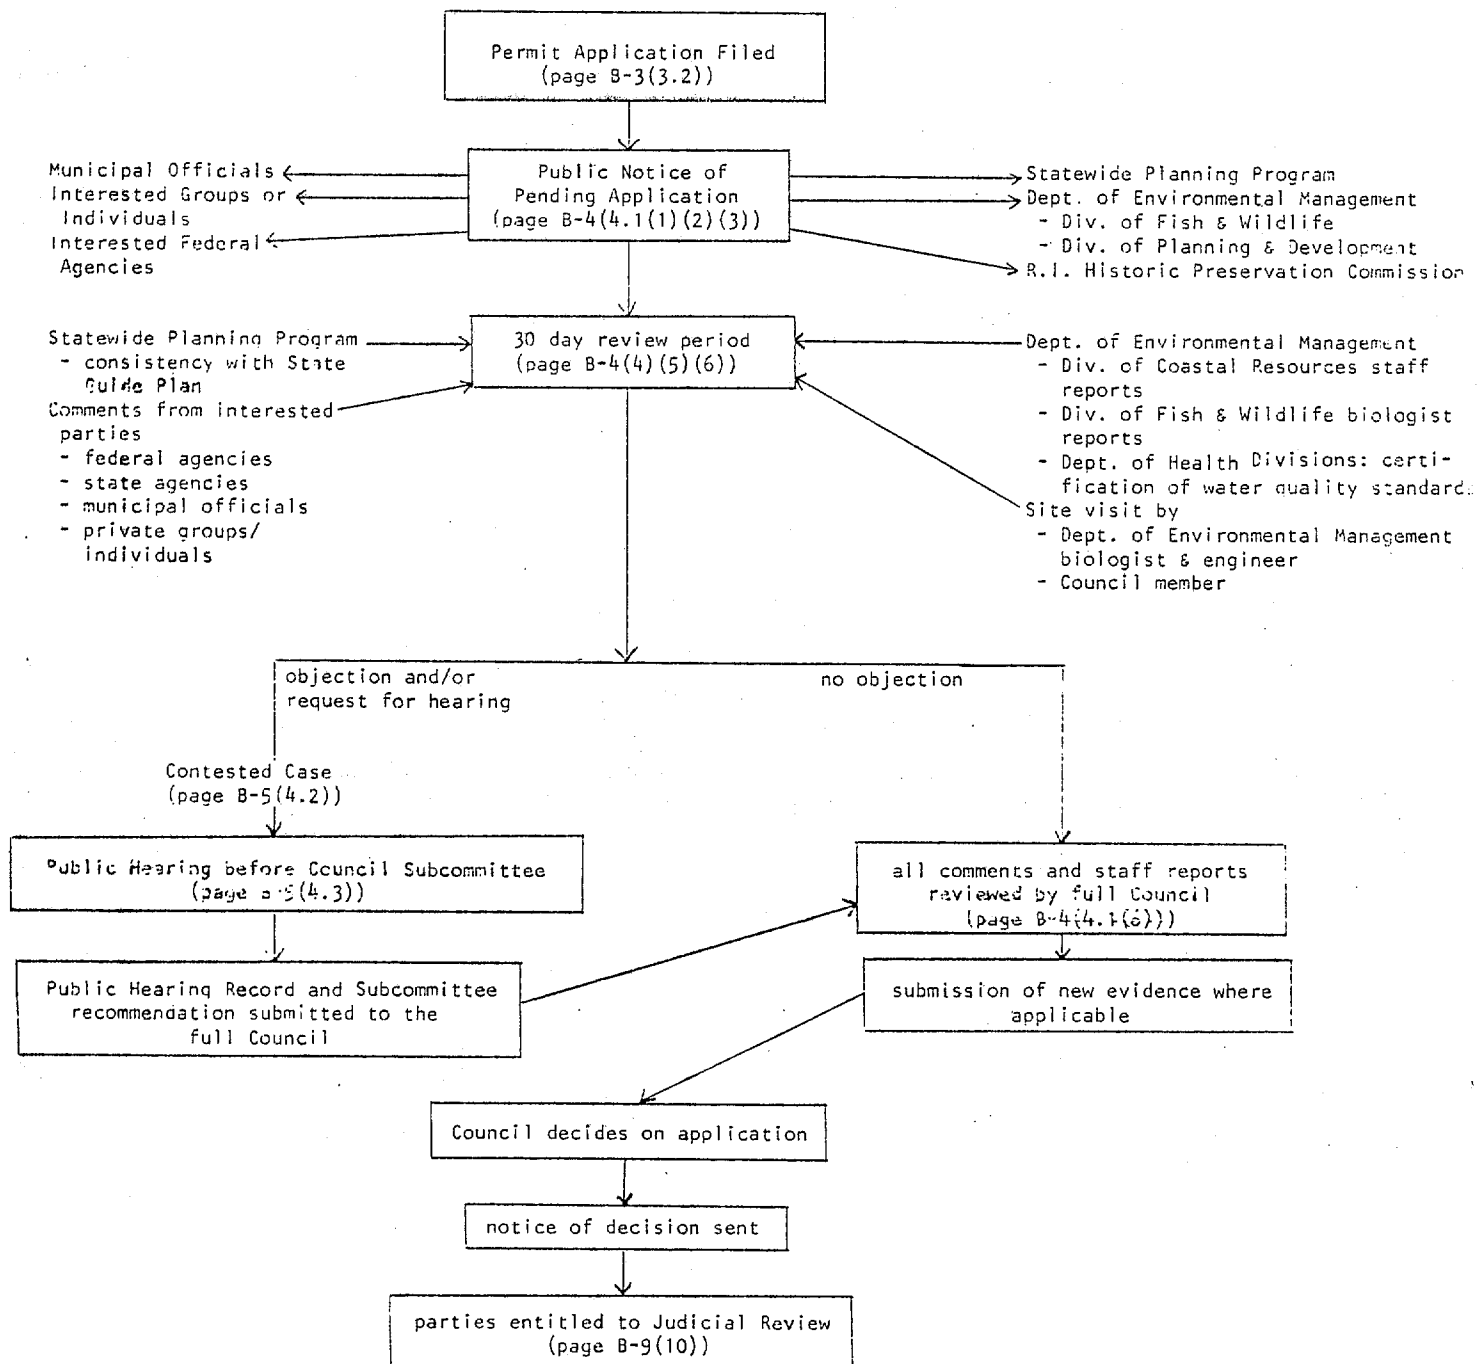 Permit Application Filed
(page B-3(3.2))
Municipal Officials
Interested Groups or
Individuals
Interested Federal
Agencies
Public Notice of
Pending Application
(page B-4(4.1(1)(2)(3))
Statewide Planning Program
Dept. of Environmental Management
- Div. of Fish & Wildlife
- Div. of Planning & Development
R.I. Historic Preservation Commission
Statewide Planning Program
- consistency with State
Guide Plan
Comments from interested
parties
- federal agencies
- state agencies
- municipal officials
- private groups/
individuals
30 day review period
(page B-4(4)(5)(6))
Dept. of Environmental Management
- Div. of Coastal Resources staff
reports
- Div. of Fish & Wildlife biologist
reports
- Dept. of Health Divisions: certi-
fication of water quality standards
Site visit by
- Dept. of Environmental Management
biologist & engineer
- Council member
objection and/or
request for hearing
no objection
Contested Case
(page B-5(4.2))
Public Hearing before Council Subcommittee
(page B-5(4.3))
all comments and staff reports
reviewed by full Council
(page B-4(4.1(6)))
Public Hearing Record and Subcommittee
recommendation submitted to the
full Council
submission of new evidence where
applicable
Council decides on application
notice of decision sent
parties entitled to Judicial Review
(page B-9(10))